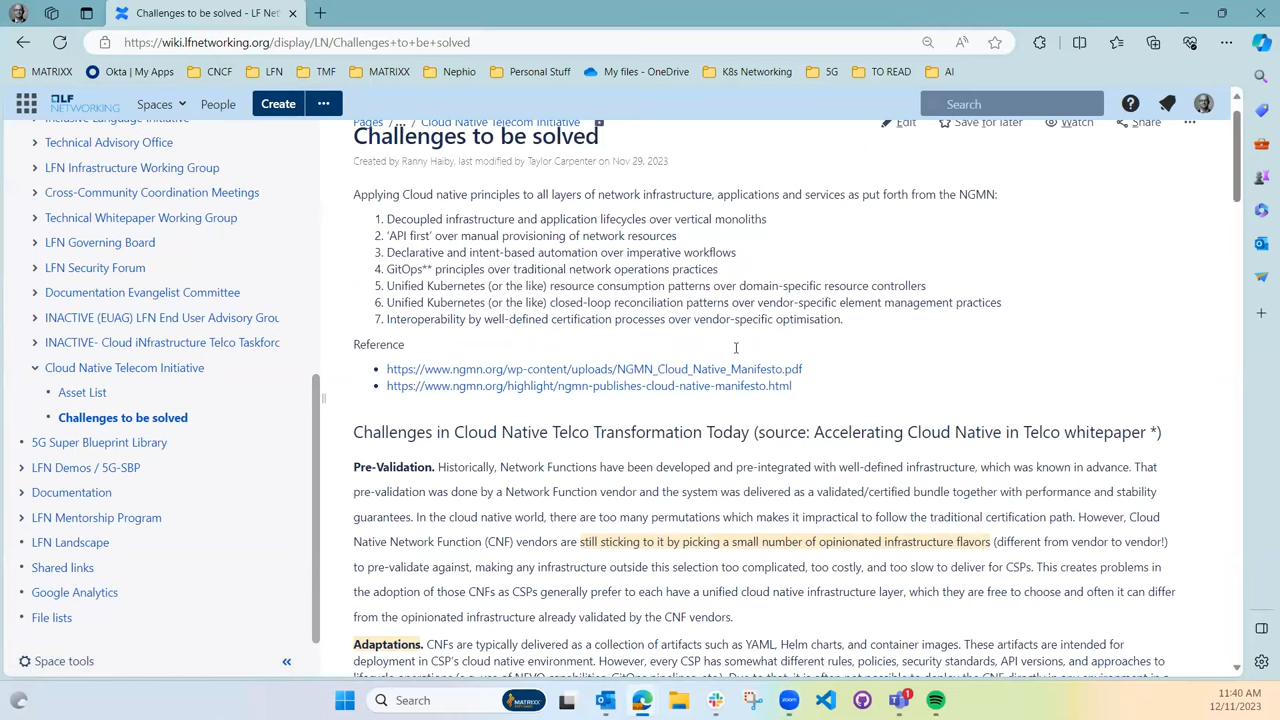 Challenges to be solved - LF Net
https://wiki.lfnetworking.org/display/LN/Challenges+to+be+solved
MATRIXX
Okta | My Apps
CNCF
LFN
TMF
MATRIXX
Nephio
Personal Stuff
My files - OneDrive
K8s Networking
5G
TO READ
AI
LF NETWORKING
Spaces
People
Create
Search
Inclusive Language Initiative
Technical Advisory Office
LFN Infrastructure Working Group
Cross-Community Coordination Meetings
Technical Whitepaper Working Group
LFN Governing Board
LFN Security Forum
Documentation Evangelist Committee
INACTIVE (EUAG) LFN End User Advisory Grou
INACTIVE- Cloud iNfrastructure Telco Taskforc
Cloud Native Telecom Initiative
Asset List
Challenges to be solved
5G Super Blueprint Library
LFN Demos / 5G-SBP
Documentation
LFN Mentorship Program
LFN Landscape
Shared links
Google Analytics
File lists
Space tools
Pages /... / Cloud Native Telecom Initiative
Edit
Save for later
Watch
Share
Challenges to be solved
Created by Ranny Haiby, last modified by Taylor Carpenter on Nov 29, 2023
Applying Cloud native principles to all layers of network infrastructure, applications and services as put forth from the NGMN:
1. Decoupled infrastructure and application lifecycles over vertical monoliths
2. 'API first' over manual provisioning of network resources
3. Declarative and intent-based automation over imperative workflows
4. GitOps** principles over traditional network operations practices
5. Unified Kubernetes (or the like) resource consumption patterns over domain-specific resource controllers
6. Unified Kubernetes (or the like) closed-loop reconciliation patterns over vendor-specific element management practices
7. Interoperability by well-defined certification processes over vendor-specific optimisation.
Reference
• https://www.ngmn.org/wp-content/uploads/NGMN_Cloud_Native_Manifesto.pdf
• https://www.ngmn.org/highlight/ngmn-publishes-cloud-native-manifesto.html
Challenges in Cloud Native Telco Transformation Today (source: Accelerating Cloud Native in Telco whitepaper *)
Pre-Validation. Historically, Network Functions have been developed and pre-integrated with well-defined infrastructure, which was known in advance. That
pre-validation was done by a Network Function vendor and the system was delivered as a validated/certified bundle together with performance and stability
guarantees. In the cloud native world, there are too many permutations which makes it impractical to follow the traditional certification path. However, Cloud
Native Network Function (CNF) vendors are still sticking to it by picking a small number of opinionated infrastructure flavors (different from vendor to vendor!)
to pre-validate against, making any infrastructure outside this selection too complicated, too costly, and too slow to deliver for CSPs. This creates problems in
the adoption of those CNFs as CSPs generally prefer to each have a unified cloud native infrastructure layer, which they are free to choose and often it can differ
from the opinionated infrastructure already validated by the CNF vendors.
Adaptations. CNFs are typically delivered as a collection of artifacts such as YAML, Helm charts, and container images. These artifacts are intended for
deployment in CSP's cloud native environment. However, every CSP has somewhat different rules, policies, security standards, API versions, and approaches to
Search
MATRIXX
1
11:40 AM
12/11/2023